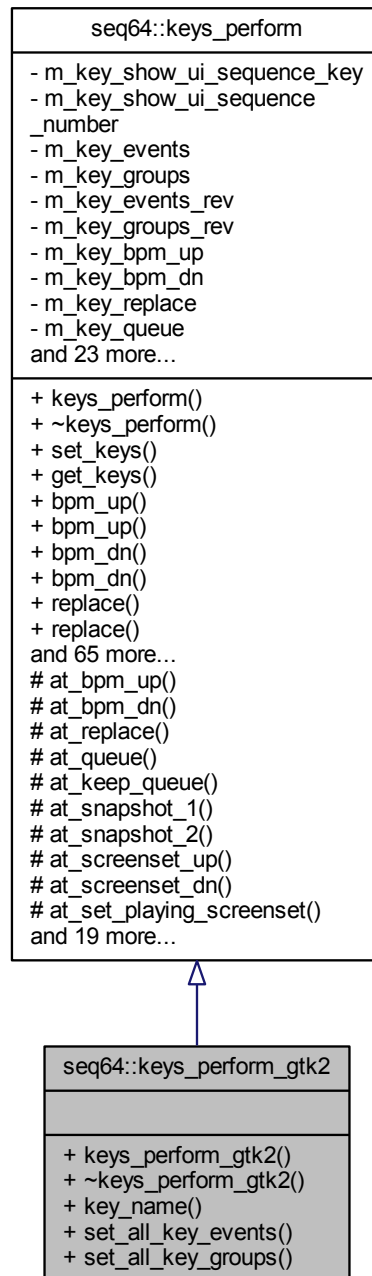 seq64::keys_perform
- m_key_show_ui_sequence_key
- m_key_show_ui_sequence
_number
- m_key_events
- m_key_groups
- m_key_events_rev
- m_key_groups_rev
- m_key_bpm_up
- m_key_bpm_dn
- m_key_replace
- m_key_queue
and 23 more...
+ keys_perform()
+ ~keys_perform()
+ set_keys()
+ get_keys()
+ bpm_up()
+ bpm_up()
+ bpm_dn()
+ bpm_dn()
+ replace()
+ replace()
and 65 more...
# at_bpm_up()
# at_bpm_dn()
# at_replace()
# at_queue()
# at_keep_queue()
# at_snapshot_1()
# at_snapshot_2()
# at_screenset_up()
# at_screenset_dn()
# at_set_playing_screenset()
and 19 more...
seq64::keys_perform_gtk2
+ keys_perform_gtk2()
+ ~keys_perform_gtk2()
+ key_name()
+ set_all_key_events()
+ set_all_key_groups()